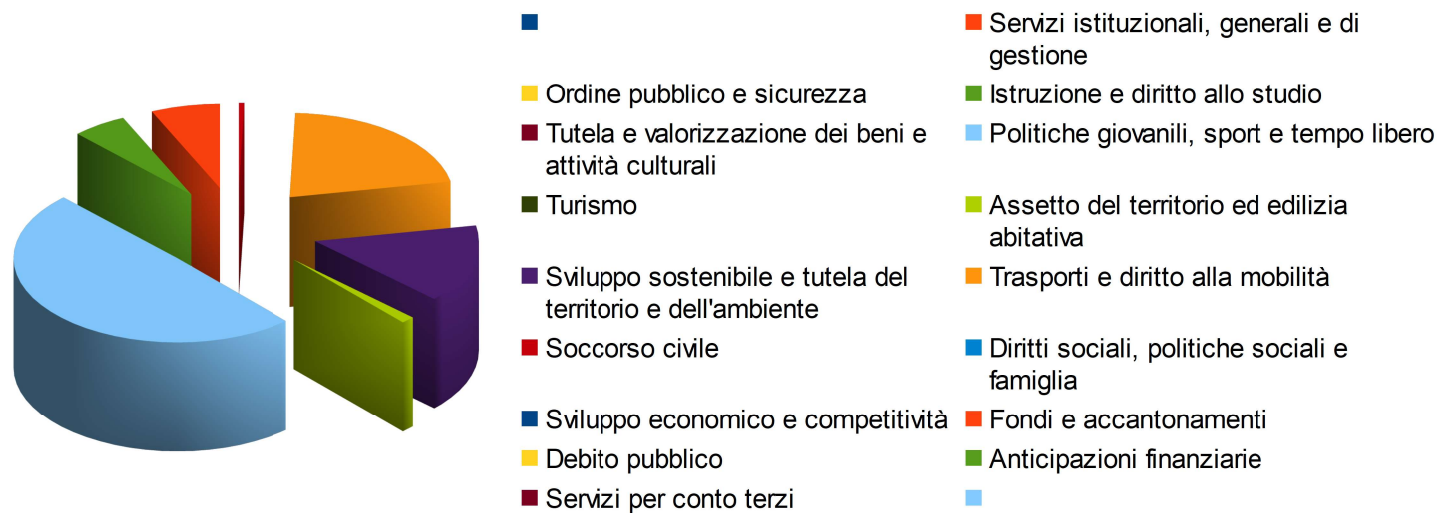 Servizi istituzionali, generali e di
gestione
Ordine pubblico e sicurezza
Istruzione e diritto allo studio
Tutela e valorizzazione dei beni e
attività culturali
Politiche giovanili, sport e tempo libero
Turismo
Assetto del territorio ed edilizia
abitativa
Sviluppo sostenibile e tutela del
territorio e dell'ambiente
Trasporti e diritto alla mobilità
Soccorso civile
Diritti sociali, politiche sociali e
famiglia
Sviluppo economico e competitività
Fondi e accantonamenti
Debito pubblico
Anticipazioni finanziarie
Servizi per conto terzi